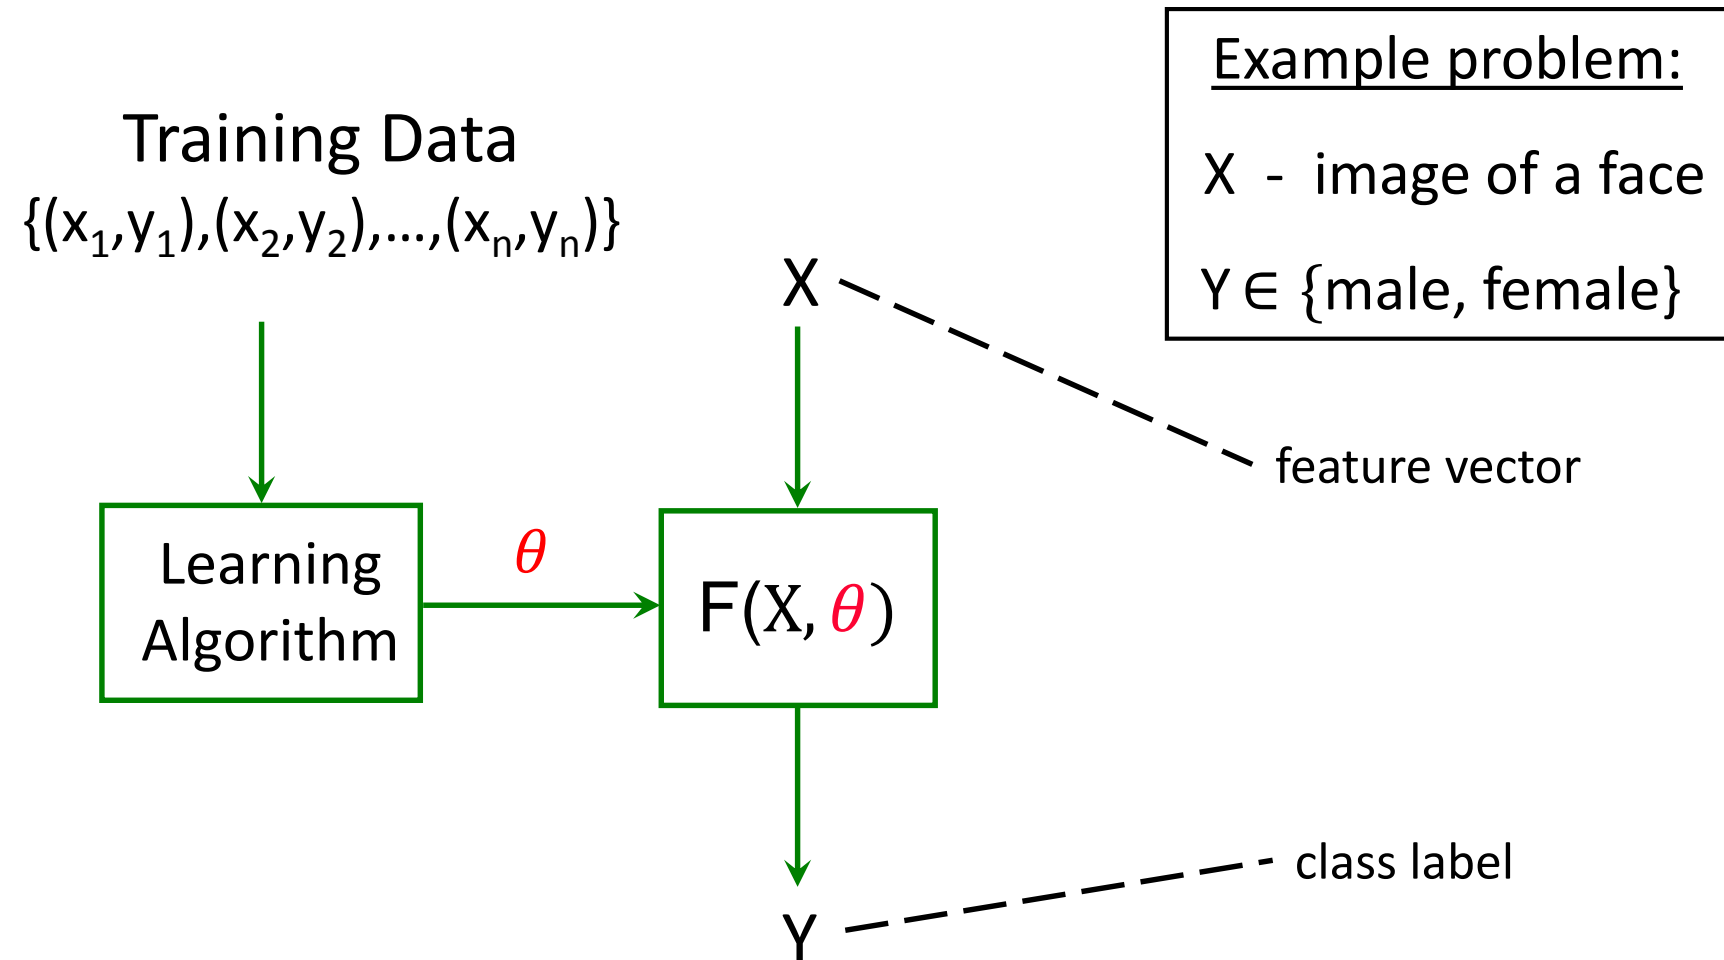 Training Data
{(x₁,y₁),(x₂,y₂),...,(xₙ,yₙ)}
Learning
Algorithm
θ
X
F(X, θ)
Y
Example problem:
X - image of a face
Y ∈ {male, female}
feature vector
class label